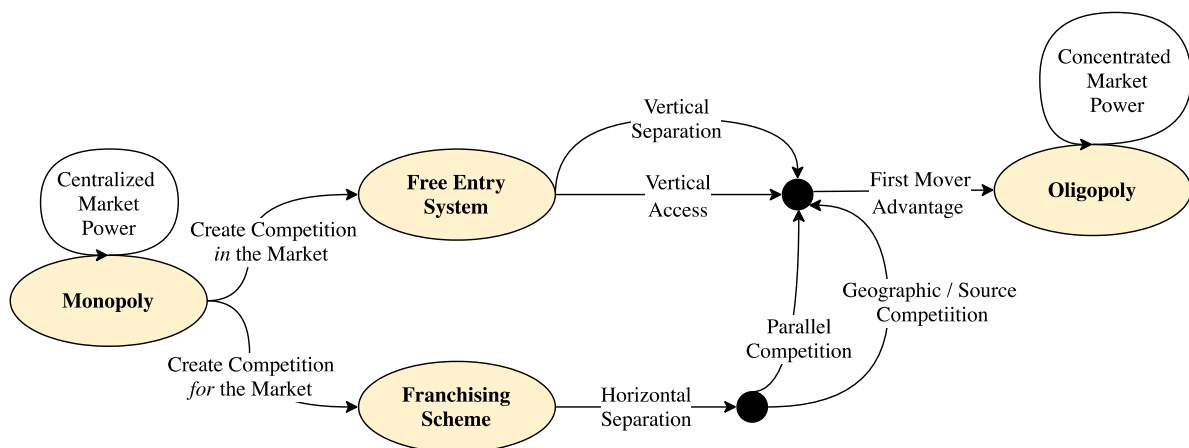 Centralized
Market
Power
Monopoly
Create Competition
in the Market
Create Competition
for the Market
Free Entry
System
Franchising
Scheme
Vertical
Separation
Vertical
Access
Horizontal
Separation
Parallel
Competition
Geographic / Source
Competiition
First Mover
Advantage
Concentrated
Market
Power
Oligopoly